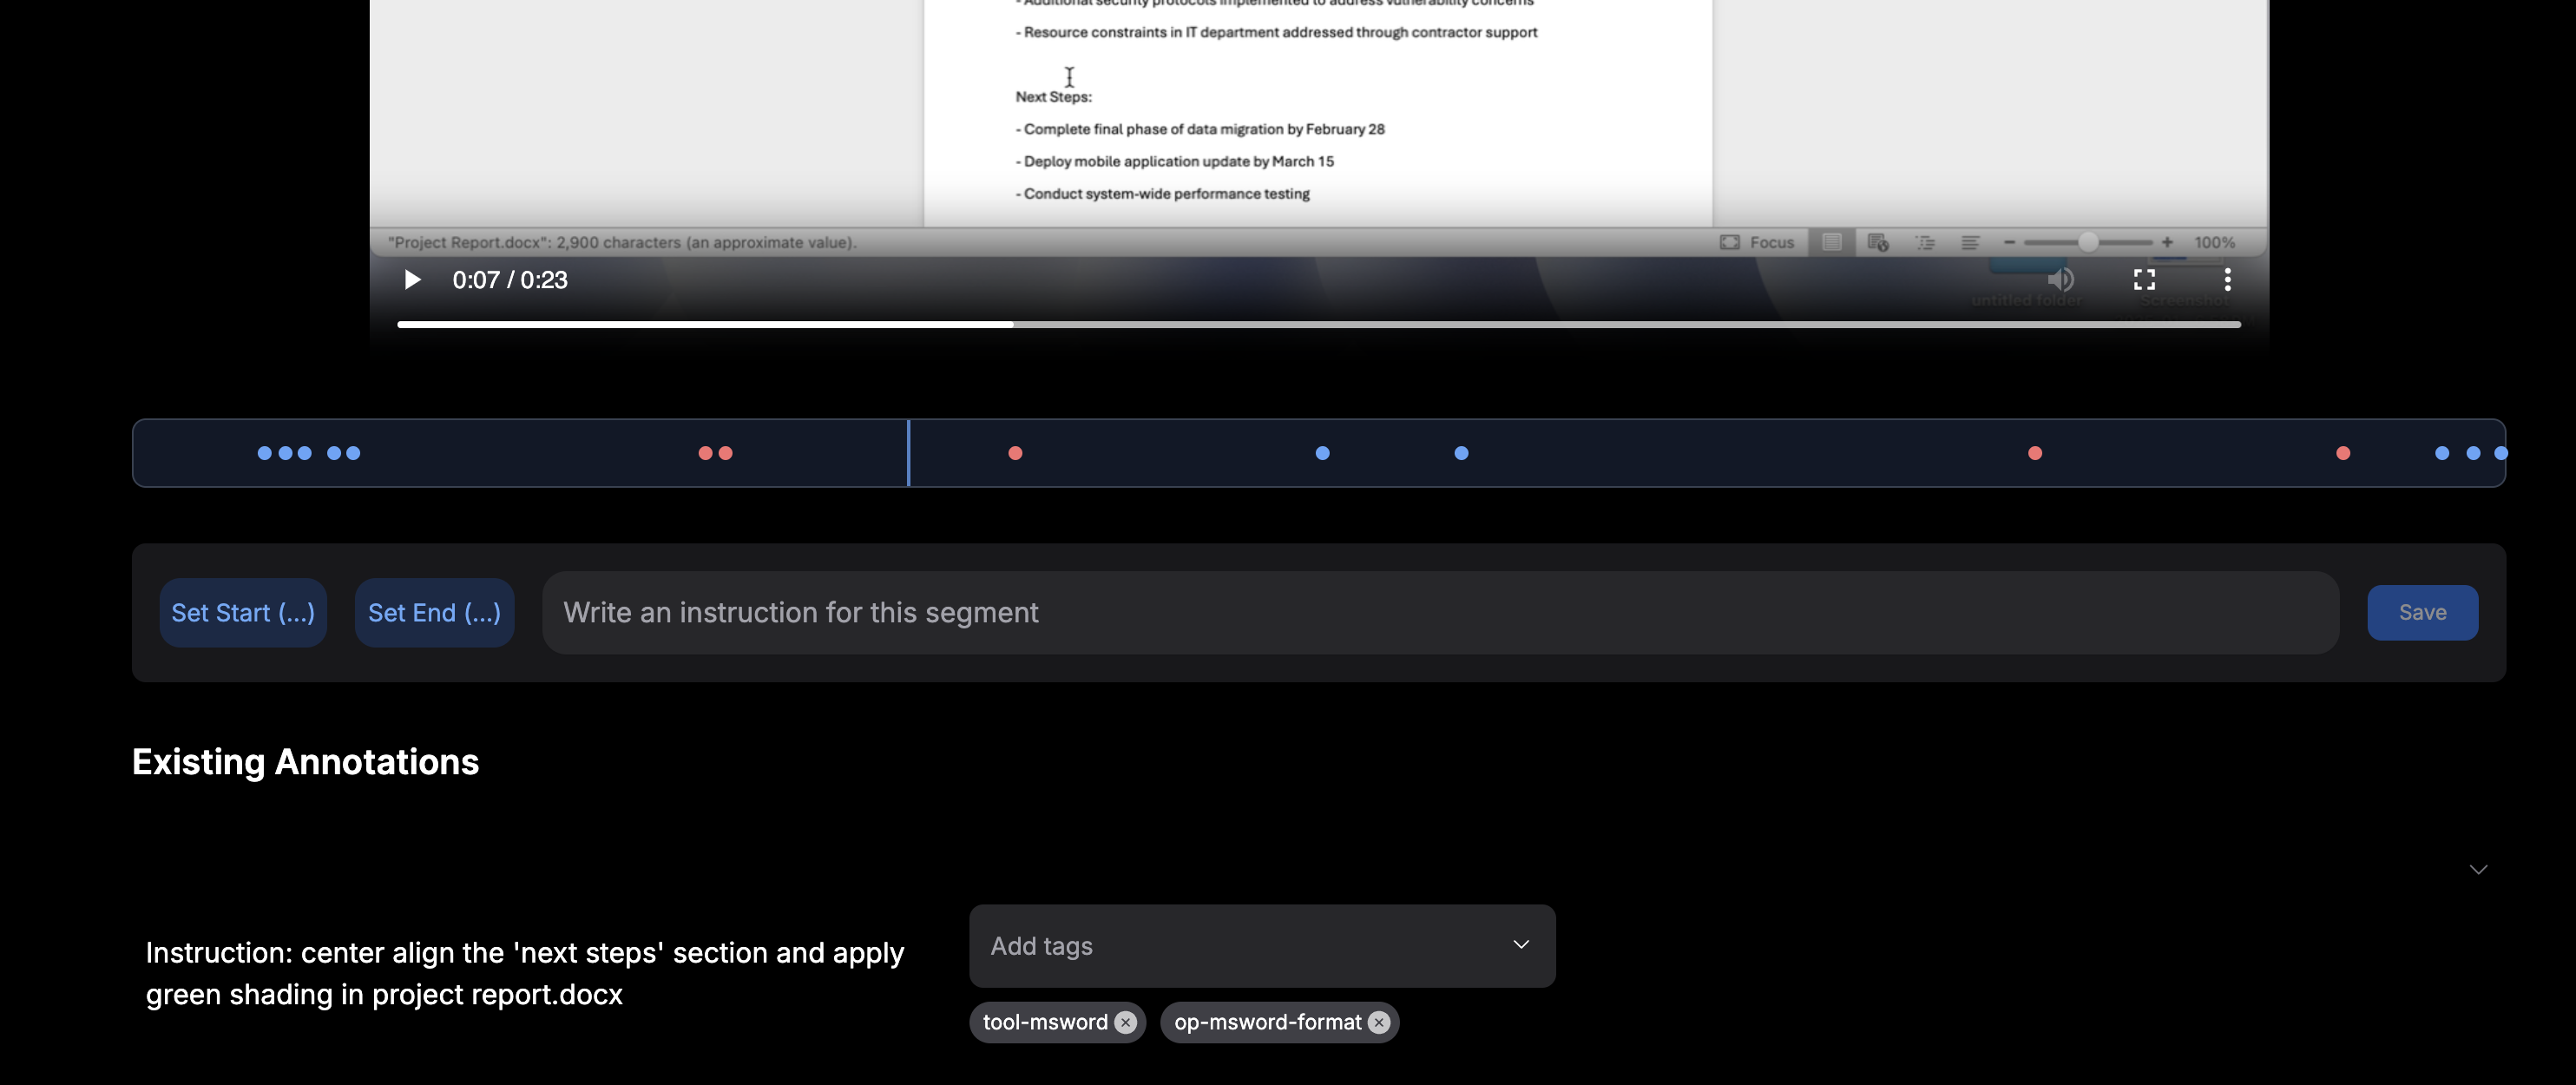 - Additional security protocols implemented to address vulnerability concerns
- Resource constraints in IT department addressed through contractor support
Next Steps:
- Complete final phase of data migration by February 28
- Deploy mobile application update by March 15
- Conduct system-wide performance testing
"Project Report.docx": 2,900 characters (an approximate value).
Focus
100%
0:07 / 0:23
untitled folder
Screenshot
Set Start (...)
Set End (...)
Write an instruction for this segment
Save
Existing Annotations
Instruction: center align the 'next steps' section and apply
green shading in project report.docx
Add tags
tool-msword
op-msword-format